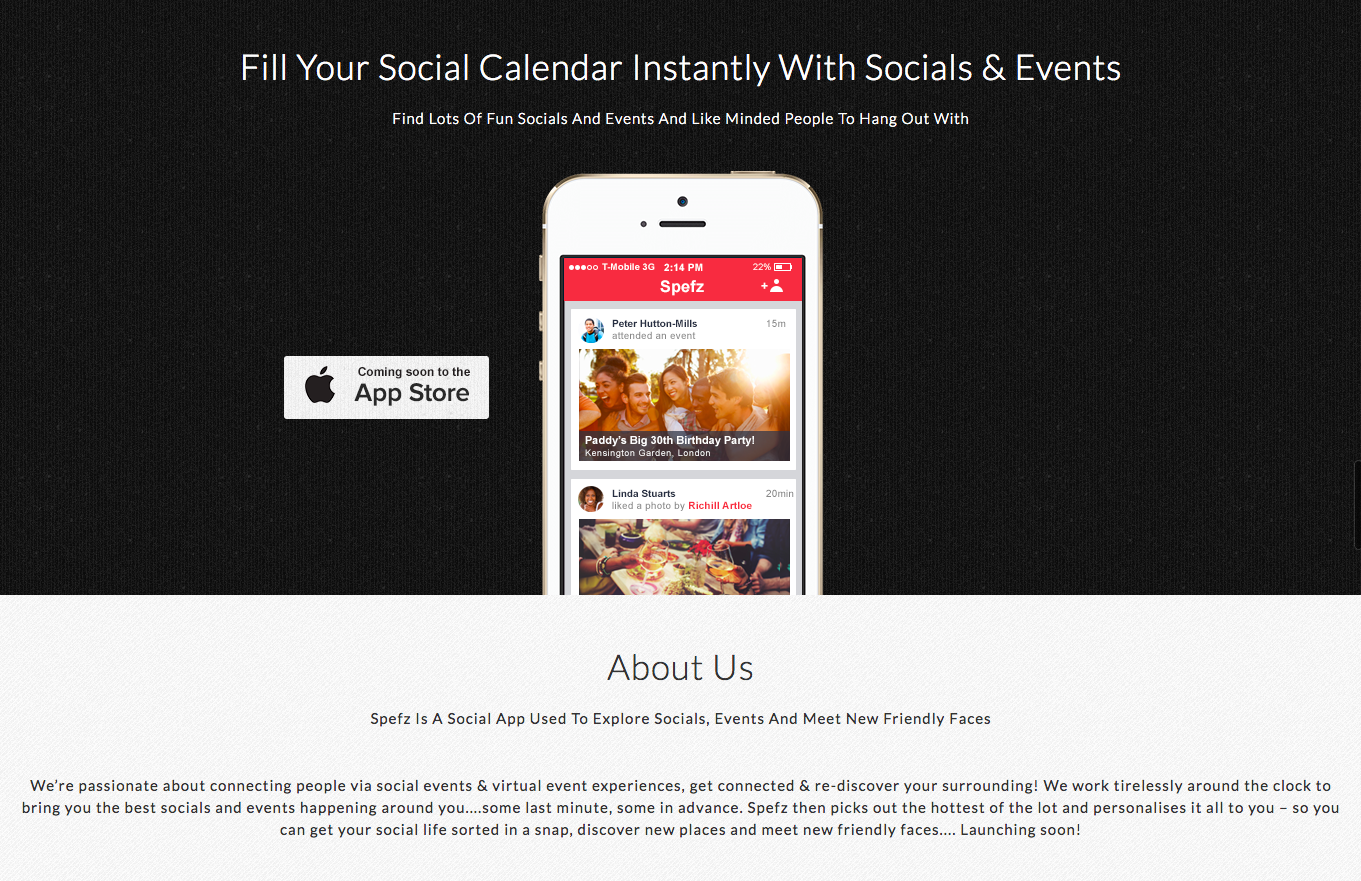 Fill Your Social Calendar Instantly With Socials & Events
Find Lots Of Fun Socials And Events And Like Minded People To Hang Out With
T-Mobile 3G 2:14 PM 22%
Spefz +
Peter Hutton-Mills 15m
attended an event
Paddy's Big 30th Birthday Party!
Kensington Garden, London
Coming soon to the
App Store
Linda Stuarts 20min
liked a photo by Richill Artloe
About Us
Spefz Is A Social App Used To Explore Socials, Events And Meet New Friendly Faces
We’re passionate about connecting people via social events & virtual event experiences, get connected & re-discover your surrounding! We work tirelessly around the clock to
bring you the best socials and events happening around you....some last minute, some in advance. Spefz then picks out the hottest of the lot and personalises it all to you – so you
can get your social life sorted in a snap, discover new places and meet new friendly faces.... Launching soon!